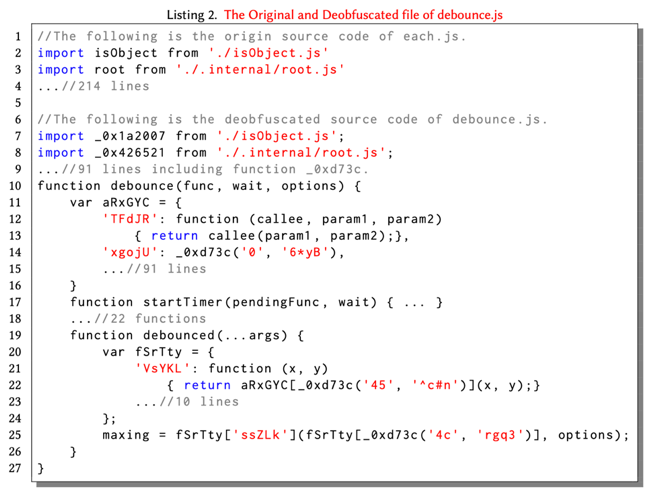 Listing 2. The Original and Deobfuscated file of debounce.js
1 //The following is the origin source code of each.js.
2 import isObject from './isObject.js'
3 import root from './.internal/root.js'
4 ...//214 lines
5
6 //The following is the deobfuscated source code of debounce.js.
7 import _0x1a2007 from './isObject.js';
8 import _0x426521 from './.internal/root.js';
9 ...//91 lines including function _0xd73c.
10 function debounce(func, wait, options) {
11 var aRxGYC = {
12 'TFdJR': function (callee, param1, param2)
13 { return callee(param1, param2);},
14 'xgojU': _0xd73c('0', '6*yB'),
15 ...//91 lines
16 }
17 function startTimer(pendingFunc, wait) { ... }
18 ...//22 functions
19 function debounced(...args) {
20 var fSrTty = {
21 'VsYKL': function (x, y)
22 { return aRxGYC[_0xd73c('45', '^c#n')](x, y);}
23 ...//10 lines
24 };
25 maxing = fSrTty['ssZLk'](fSrTty[_0xd73c('4c', 'rgq3')], options);
26 }
27 }